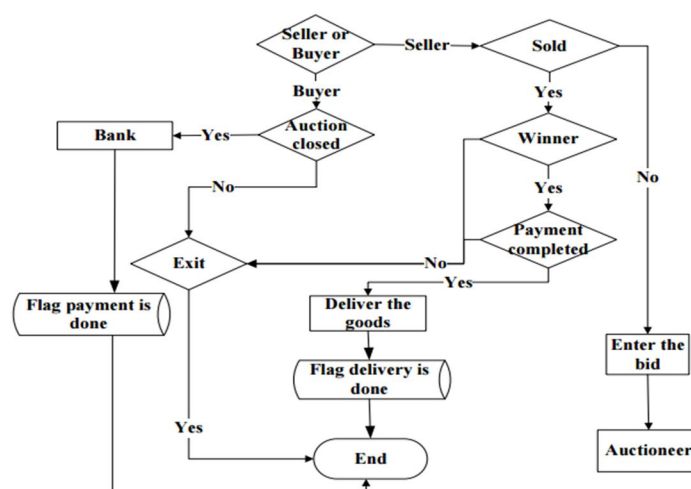 Seller or
Buyer
Seller
Sold
Buyer
Yes
Bank
Yes
Auction
closed
Winner
No
No
Yes
Exit
No
Payment
completed
Yes
Flag payment is
done
Deliver the
goods
Enter the
bid
Flag delivery is
done
Yes
End
Auctioneer